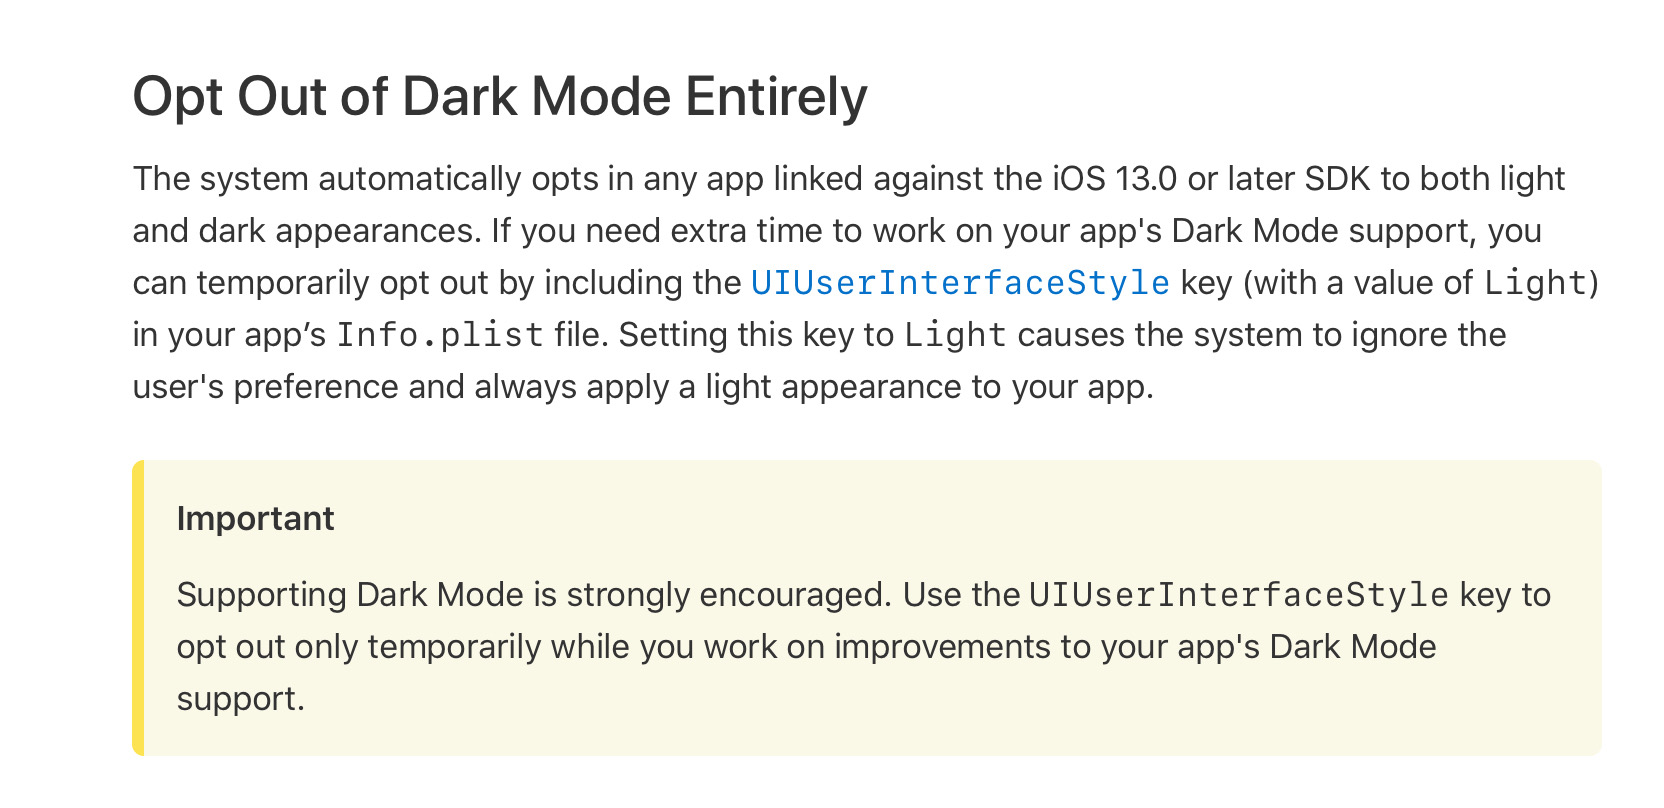 Opt Out of Dark Mode Entirely
The system automatically opts in any app linked against the iOS 13.0 or later SDK to both light
and dark appearances. If you need extra time to work on your app's Dark Mode support, you
can temporarily opt out by including the UIUserInterfaceStyle key (with a value of Light)
in your app’s Info.plist file. Setting this key to Light causes the system to ignore the
user's preference and always apply a light appearance to your app.
Important
Supporting Dark Mode is strongly encouraged. Use the UIUserInterfaceStyle key to
opt out only temporarily while you work on improvements to your app's Dark Mode
support.